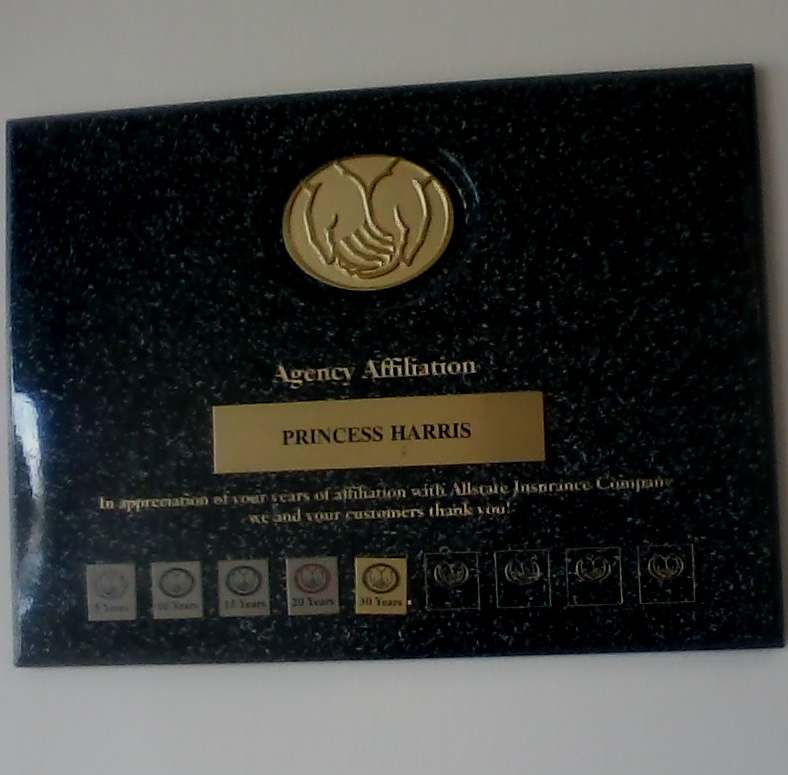 Agency Affiliation
PRINCESS HARRIS
In appreciation of your years of affiliation with Allstate Insurance Company
we and your customers thank you!
5 Years 10 Years 15 Years 20 Years 30 Years